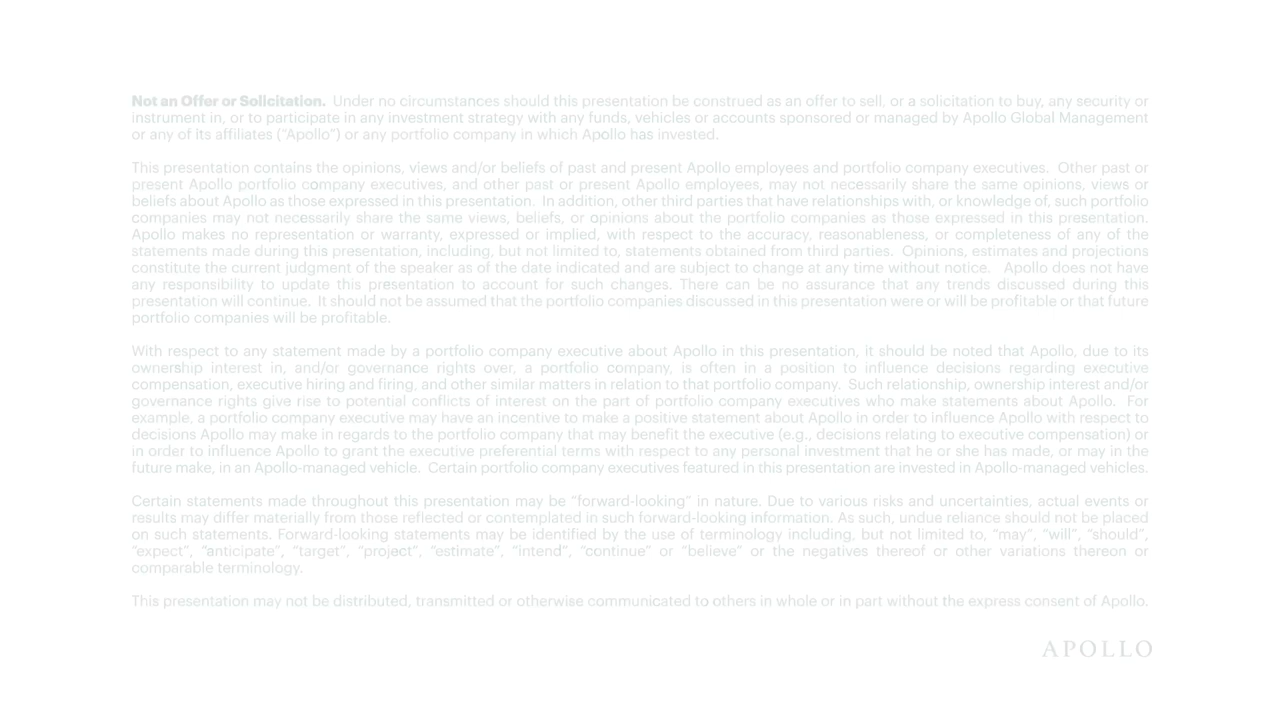 Not an Offer or Solicitation. Under no circumstances should this presentation be construed as an offer to sell, or a solicitation to buy, any security or
instrument in, or to participate in any investment strategy with any funds, vehicles or accounts sponsored or managed by Apollo Global Management
or any of its affiliates (“Apollo”) or any portfolio company in which Apollo has invested.
This presentation contains the opinions, views and/or beliefs of past and present Apollo employees and portfolio company executives. Other past or
present Apollo portfolio company executives, and other past or present Apollo employees, may not necessarily share the same opinions, views or
beliefs about Apollo as those expressed in this presentation. In addition, other third parties that have relationships with, or knowledge of, such portfolio
companies may not necessarily share the same views, beliefs, or opinions about the portfolio companies as those expressed in this presentation.
Apollo makes no representation or warranty, expressed or implied, with respect to the accuracy, reasonableness, or completeness of any of the
statements made during this presentation, including, but not limited to, statements obtained from third parties. Opinions, estimates and projections
constitute the current judgment of the speaker as of the date indicated and are subject to change at any time without notice. Apollo does not have
any responsibility to update this presentation to account for such changes. There can be no assurance that any trends discussed during this
presentation will continue. It should not be assumed that the portfolio companies discussed in this presentation were or will be profitable or that future
portfolio companies will be profitable.
With respect to any statement made by a portfolio company executive about Apollo in this presentation, it should be noted that Apollo, due to its
ownership interest in, and/or governance rights over, a portfolio company, is often in a position to influence decisions regarding executive
compensation, executive hiring and firing, and other similar matters in relation to that portfolio company. Such relationship, ownership interest and/or
governance rights give rise to potential conflicts of interest on the part of portfolio company executives who make statements about Apollo. For
example, a portfolio company executive may have an incentive to make a positive statement about Apollo in order to influence Apollo with respect to
decisions Apollo may make in regards to the portfolio company that may benefit the executive (e.g., decisions relating to executive compensation) or
in order to influence Apollo to grant the executive preferential terms with respect to any personal investment that he or she has made, or may in the
future make, in an Apollo-managed vehicle. Certain portfolio company executives featured in this presentation are invested in Apollo-managed vehicles.
Certain statements made throughout this presentation may be “forward-looking” in nature. Due to various risks and uncertainties, actual events or
results may differ materially from those reflected or contemplated in such forward-looking information. As such, undue reliance should not be placed
on such statements. Forward-looking statements may be identified by the use of terminology including, but not limited to, “may”, “will”, “should”,
“expect”, “anticipate”, “target”, “project”, “estimate”, “intend”, “continue” or “believe” or the negatives thereof or other variations thereon or
comparable terminology.
This presentation may not be distributed, transmitted or otherwise communicated to others in whole or in part without the express consent of Apollo.
APOLLO